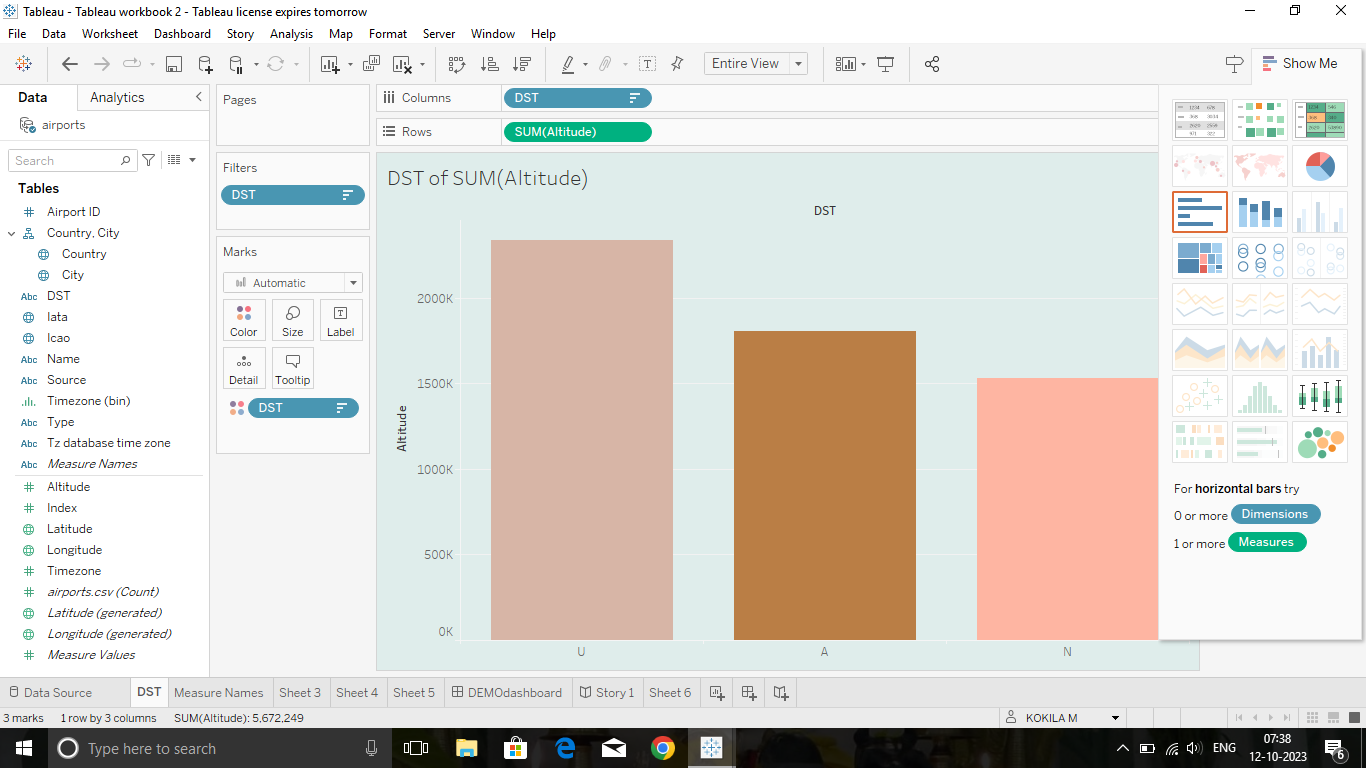 Tableau - Tableau workbook 2 - Tableau license expires tomorrow
File Data Worksheet Dashboard Story Analysis Map Format Server Window Help
Entire View
Show Me
Data Analytics
airports
Search
Tables
Airport ID
Country, City
Country
City
Abc DST
Iata
Icao
Abc Name
Abc Source
Timezone (bin)
Abc Type
Abc Tz database time zone
Abc Measure Names
Altitude
Index
Latitude
Longitude
Timezone
airports.csv (Count)
Latitude (generated)
Longitude (generated)
Measure Values
Pages
Filters
DST
Marks
Automatic
Color Size Label
Detail Tooltip
DST
Columns DST
Rows SUM(Altitude)
DST of SUM(Altitude)
DST
Altitude
2000K
1500K
1000K
500K
0K
U A N
For horizontal bars try
0 or more Dimensions
1 or more Measures
Data Source DST Measure Names Sheet 3 Sheet 4 Sheet 5 DEMOdashboard Story 1 Sheet 6
3 marks 1 row by 3 columns SUM(Altitude): 5,672,249
KOKILA M
Type here to search
ENG
07:38
12-10-2023
6